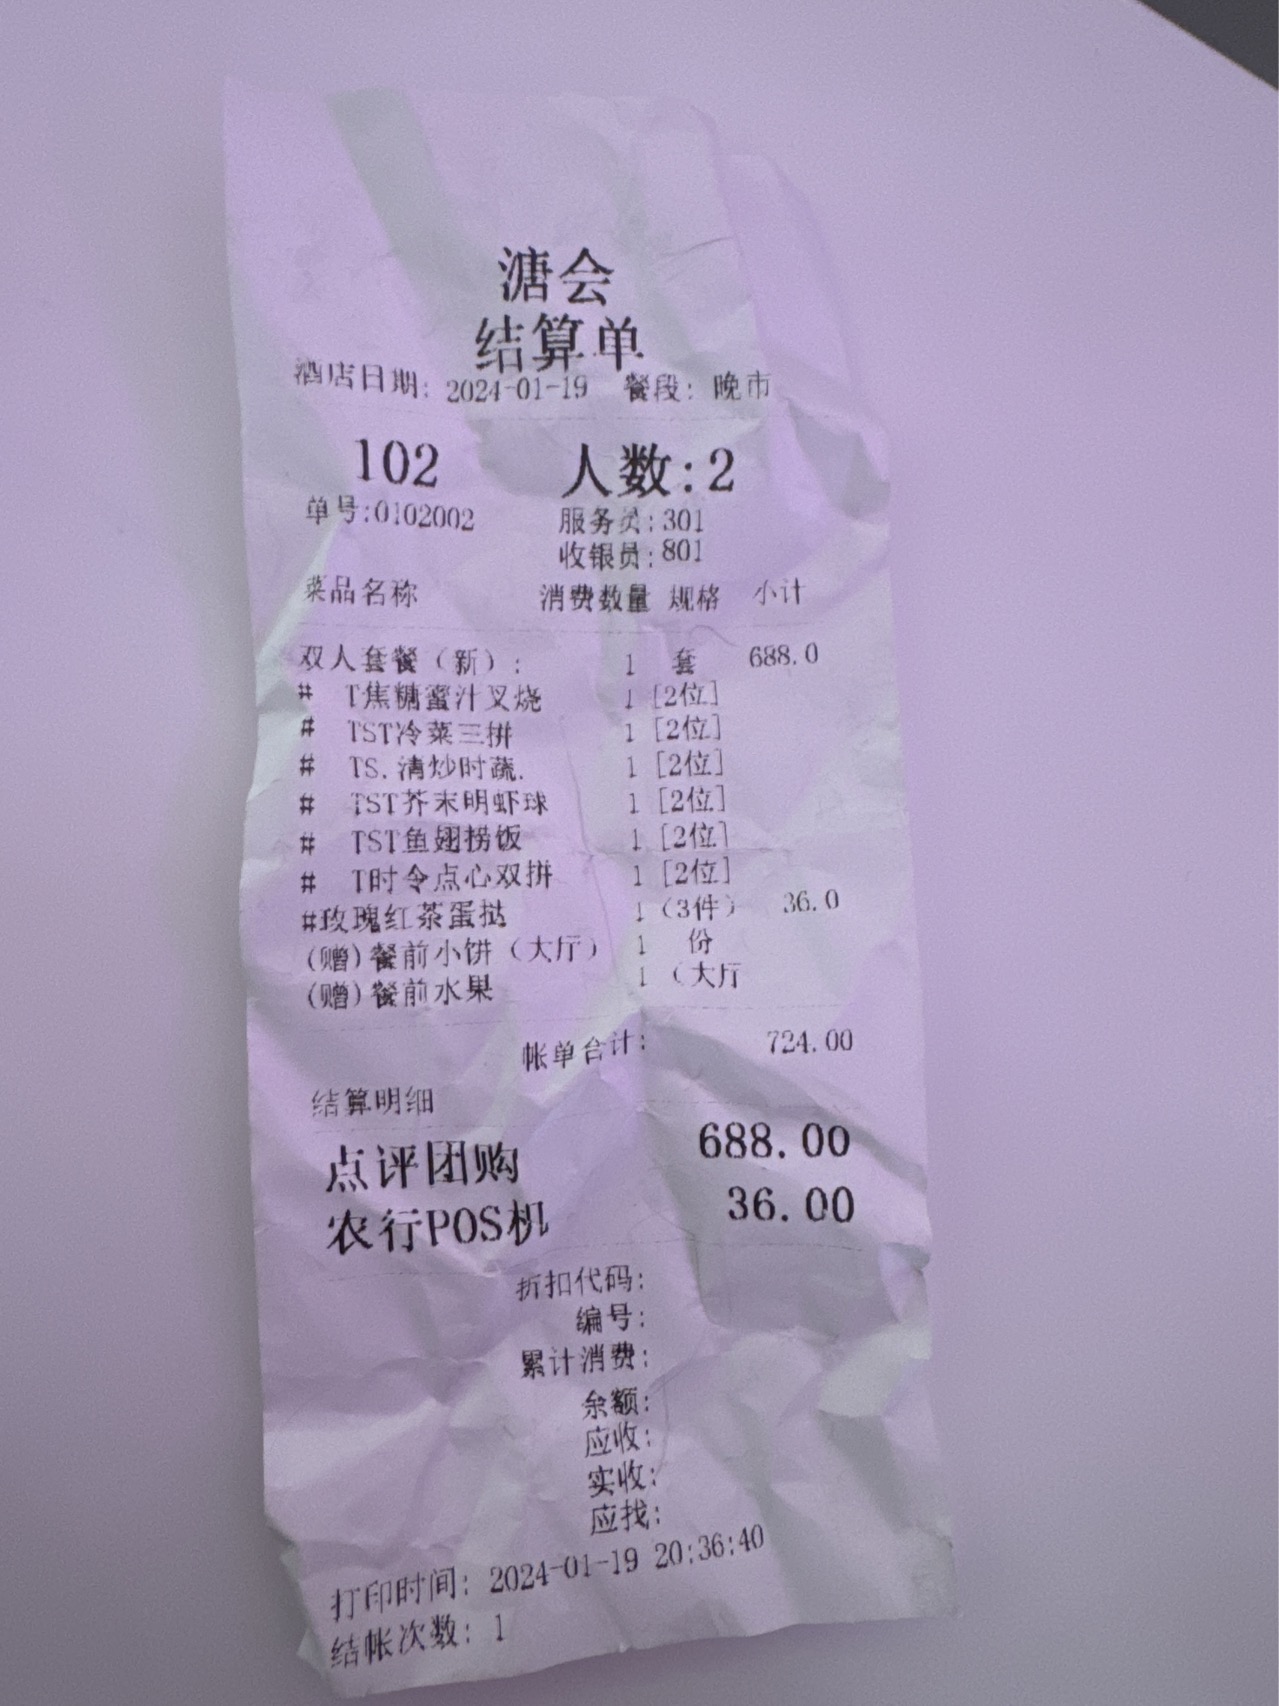 溏会
结算单
酒店日期: 2024-01-19 餐段: 晚市
102 人数:2
单号:0102002 服务员:301
收银员:801
菜品名称 消费数量 规格 小计
双人套餐（新）: 1 套 688.0
# T焦糖蜜汁叉烧 1 [2位]
# TST冷菜三拼 1 [2位]
# TS.清炒时蔬. 1 [2位]
# TST芥末明虾球 1 [2位]
# TST鱼翅捞饭 1 [2位]
# T时令点心双拼 1 [2位]
#玫瑰红茶蛋挞 1 （3件） 36.0
(赠)餐前小饼（大厅） 1 份
(赠)餐前水果 1 （大厅
帐单合计: 724.00
结算明细
点评团购 688.00
农行POS机 36.00
折扣代码:
编号:
累计消费:
余额:
应收:
实收:
应找:
打印时间: 2024-01-19 20:36:40
结帐次数: 1